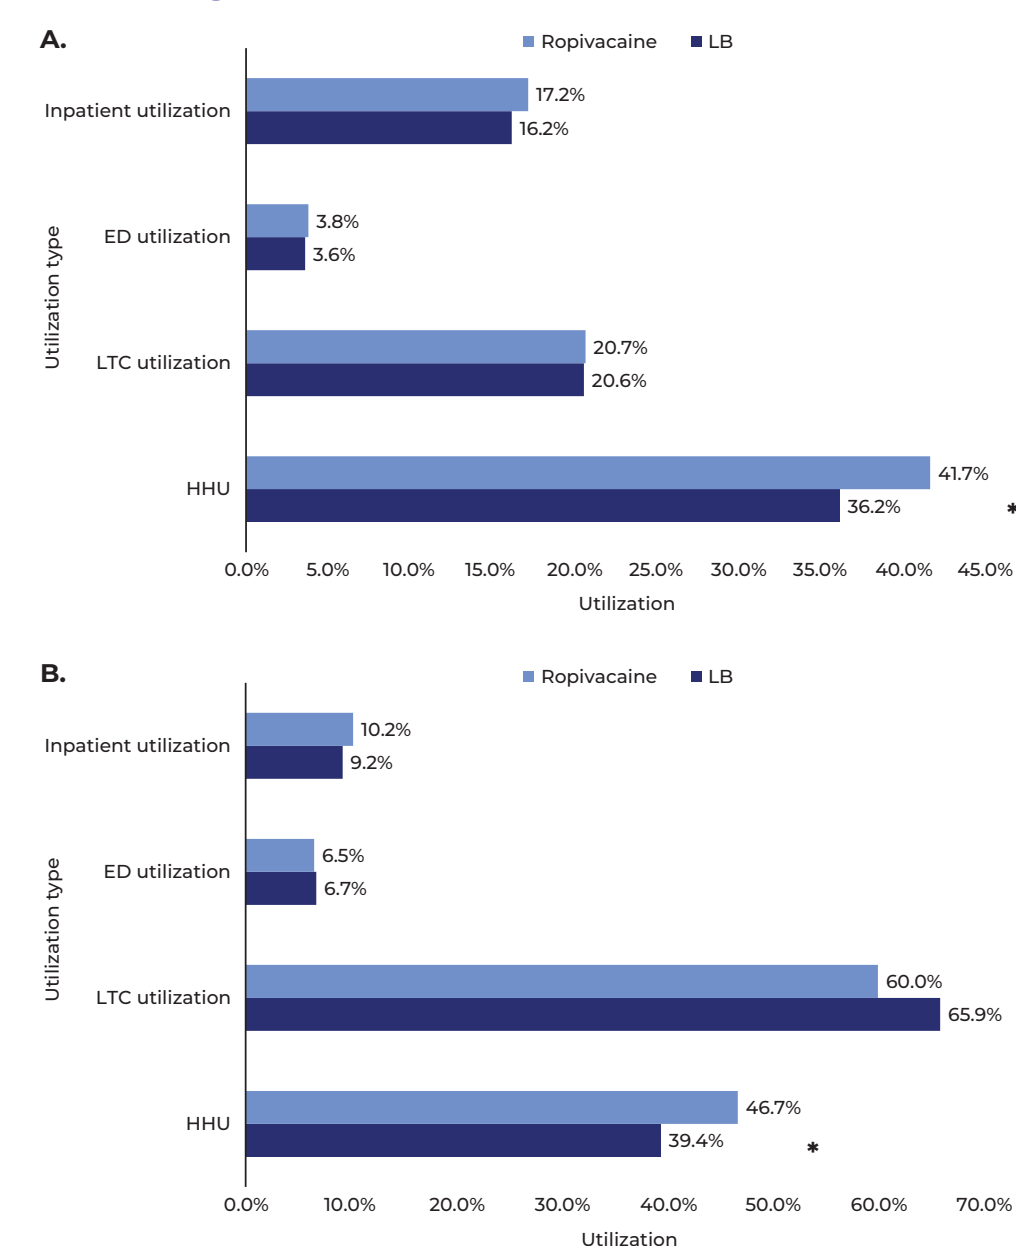 A.
Ropivacaine LB
Inpatient utilization
17.2%
16.2%
ED utilization
3.8%
3.6%
LTC utilization
20.7%
20.6%
HHU
41.7%
36.2% *
Utilization type
0.0% 5.0% 10.0% 15.0% 20.0% 25.0% 30.0% 35.0% 40.0% 45.0%
Utilization
B.
Ropivacaine LB
Inpatient utilization
10.2%
9.2%
ED utilization
6.5%
6.7%
LTC utilization
60.0%
65.9%
HHU
46.7%
39.4% *
Utilization type
0.0% 10.0% 20.0% 30.0% 40.0% 50.0% 60.0% 70.0%
Utilization